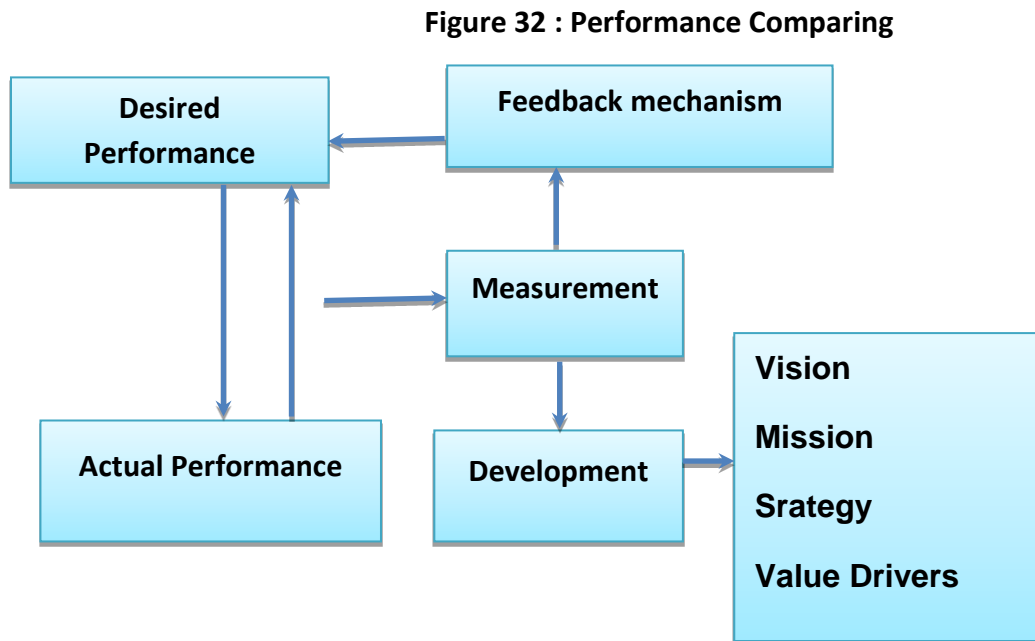 Figure 32 : Performance Comparing
Desired
Performance
Feedback mechanism
Measurement
Actual Performance
Development
Vision
Mission
Srategy
Value Drivers